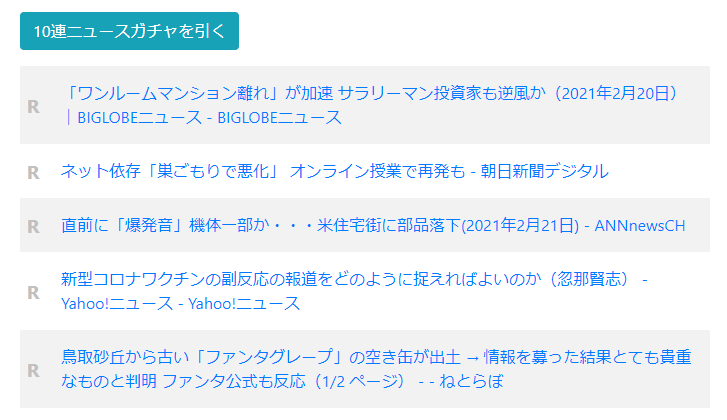 10連ニュースガチャを引く
R 「ワンルームマンション離れ」が加速 サラリーマン投資家も逆風か（2021年2月20日）
｜BIGLOBEニュース - BIGLOBEニュース
R ネット依存「巣ごもりで悪化」 オンライン授業で再発も - 朝日新聞デジタル
R 直前に「爆発音」機体一部か・・・米住宅街に部品落下(2021年2月21日) - ANNnewsCH
R 新型コロナワクチンの副反応の報道をどのように捉えればよいのか（忽那賢志） -
Yahoo!ニュース - Yahoo!ニュース
R 鳥取砂丘から古い「ファンタグレープ」の空き缶が出土 → 情報を募った結果とても貴重
なものと判明 ファンタ公式も反応（1/2 ページ） - - ねとらぼ